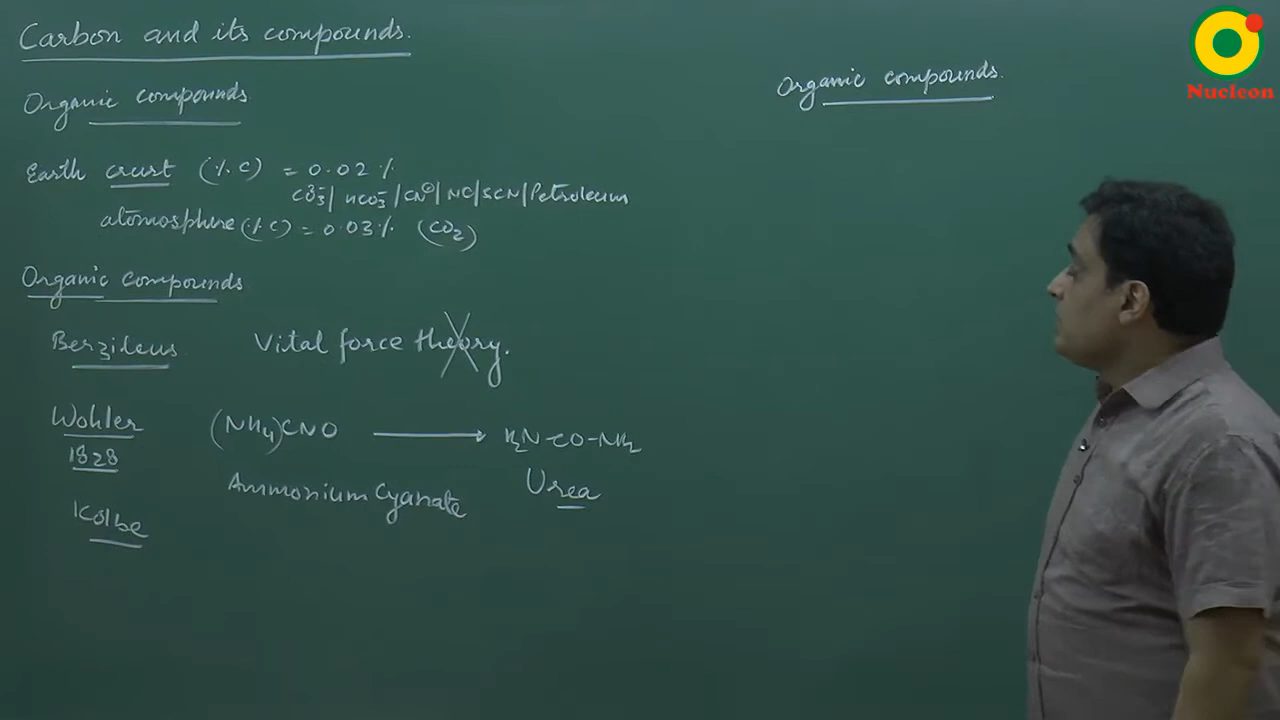 Carbon and its compounds.
Organic compounds
Earth crust (% C) = 0.02 %
CO₃²⁻ | HCO₃⁻ | CN⁻ | NC | SCN | Petroleum
atomosphere (% C) = 0.03 % (CO₂)
Organic compounds
Berzileus Vital force theory.
Wohler (NH₄)CNO → H₂N-CO-NH₂
1828
Ammonium Cyanate Urea
Kolbe
Organic compounds.
Nucleon